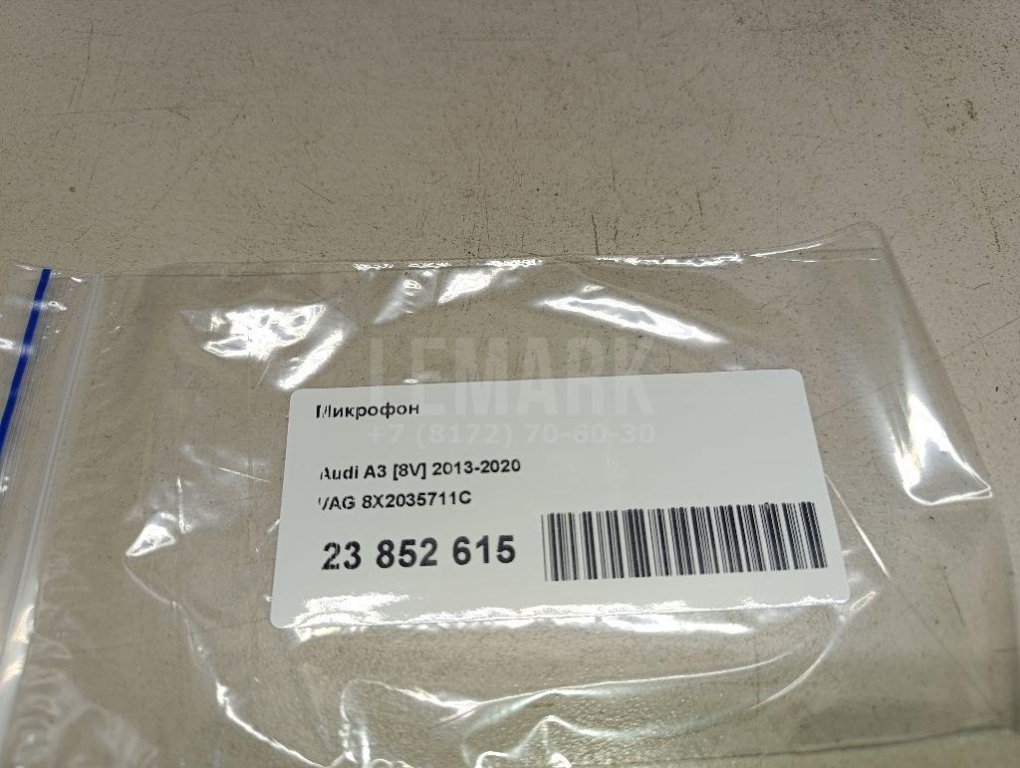 LEMARK
+7 (8172) 70-60-30
Микрофон
Audi A3 [8V] 2013-2020
VAG 8X2035711C
23 852 615